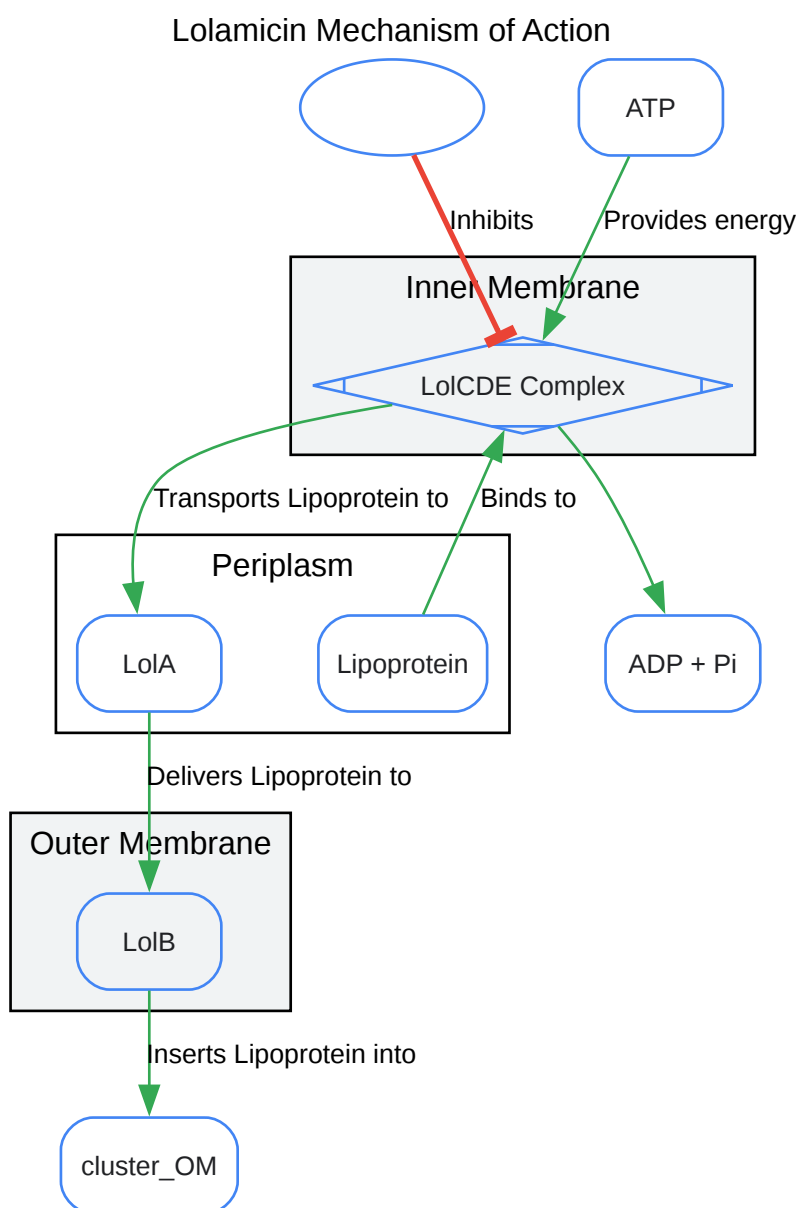 Lolamicin Mechanism of Action
ATP
Inhibits
Provides energy
Inner Membrane
LolCDE Complex
Transports Lipoprotein to
Binds to
Periplasm
LolA
Lipoprotein
ADP + Pi
Delivers Lipoprotein to
Outer Membrane
LolB
Inserts Lipoprotein into
cluster_OM